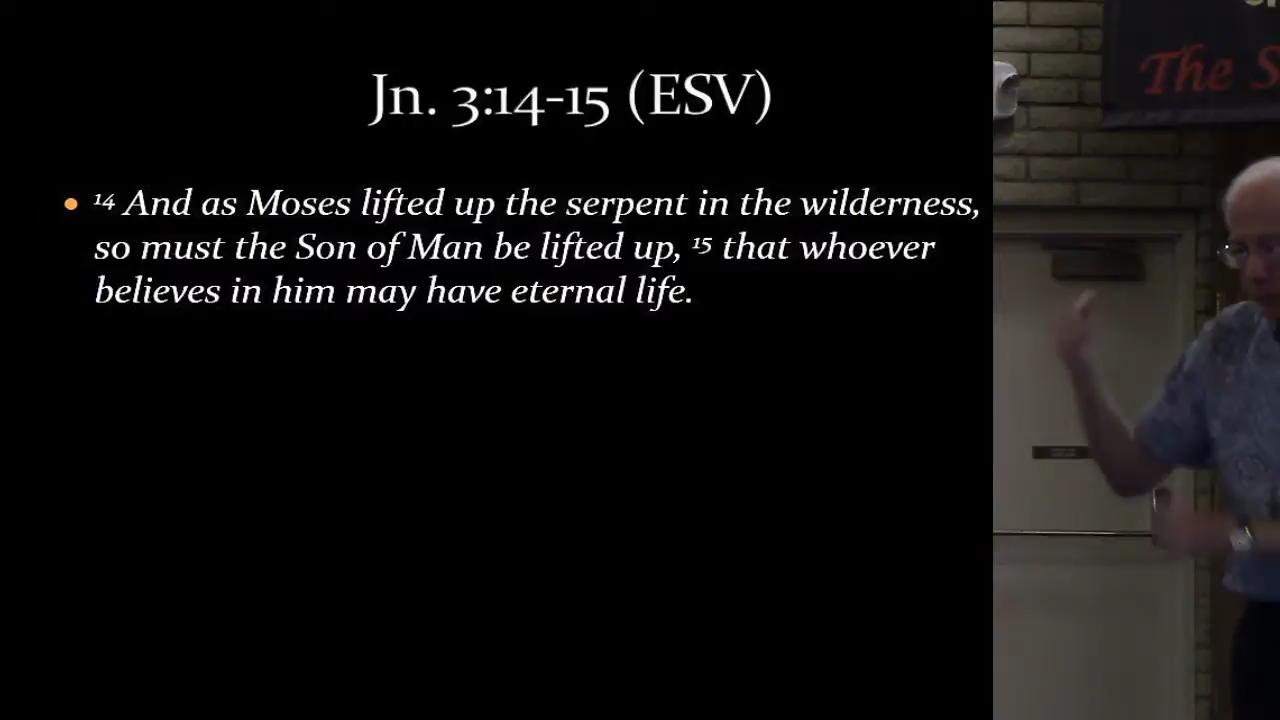 Jn. 3:14-15 (ESV)
• 14 And as Moses lifted up the serpent in the wilderness,
so must the Son of Man be lifted up, 15 that whoever
believes in him may have eternal life.
The